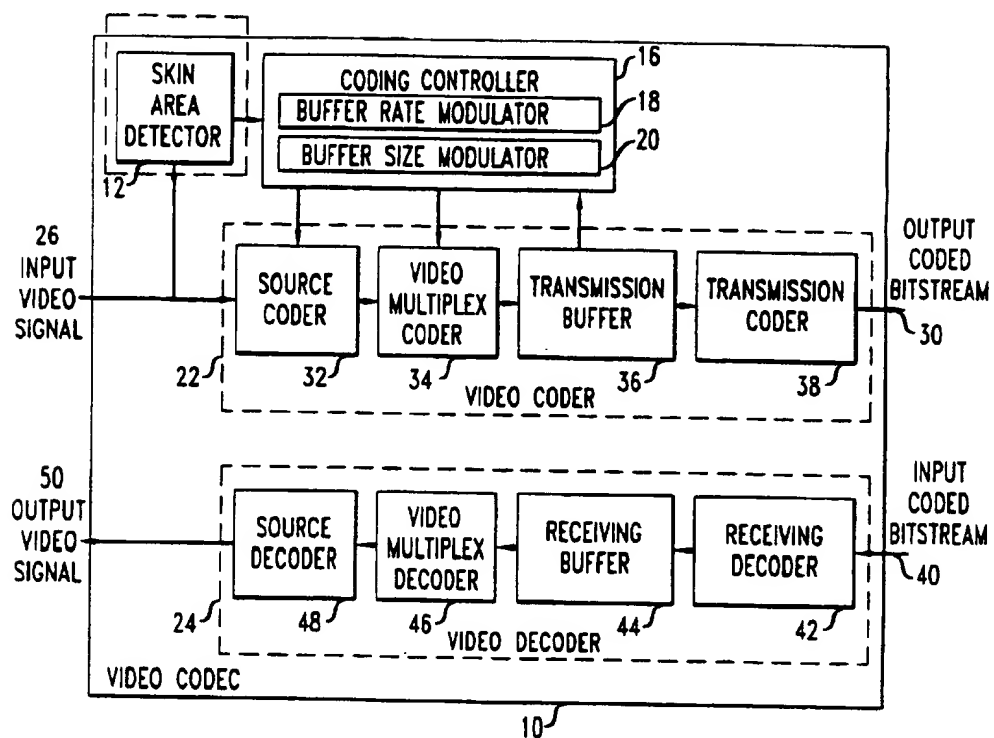 SKIN
AREA
DETECTOR
12
CODING CONTROLLER
16
BUFFER RATE MODULATOR
18
BUFFER SIZE MODULATOR
20
26
INPUT
VIDEO
SIGNAL
SOURCE
CODER
32
VIDEO
MULTIPLEX
CODER
34
TRANSMISSION
BUFFER
36
TRANSMISSION
CODER
38
OUTPUT
CODED
BITSTREAM
30
22
VIDEO CODER
50
OUTPUT
VIDEO
SIGNAL
SOURCE
DECODER
48
VIDEO
MULTIPLEX
DECODER
46
RECEIVING
BUFFER
44
RECEIVING
DECODER
42
INPUT
CODED
BITSTREAM
40
24
VIDEO DECODER
VIDEO CODEC
10